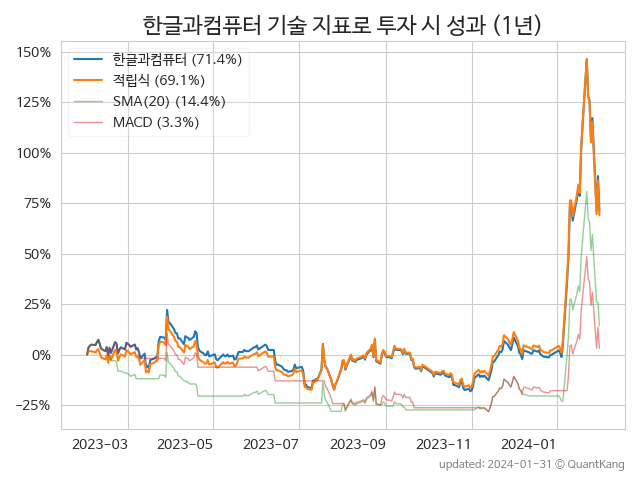 한글과컴퓨터 기술 지표로 투자 시 성과 (1년)
150%
125%
100%
75%
50%
25%
0%
−25%
한글과컴퓨터 (71.4%)
적립식 (69.1%)
SMA(20) (14.4%)
MACD (3.3%)
2023-03 2023-05 2023-07 2023-09 2023-11 2024-01
updated: 2024-01-31 © QuantKang